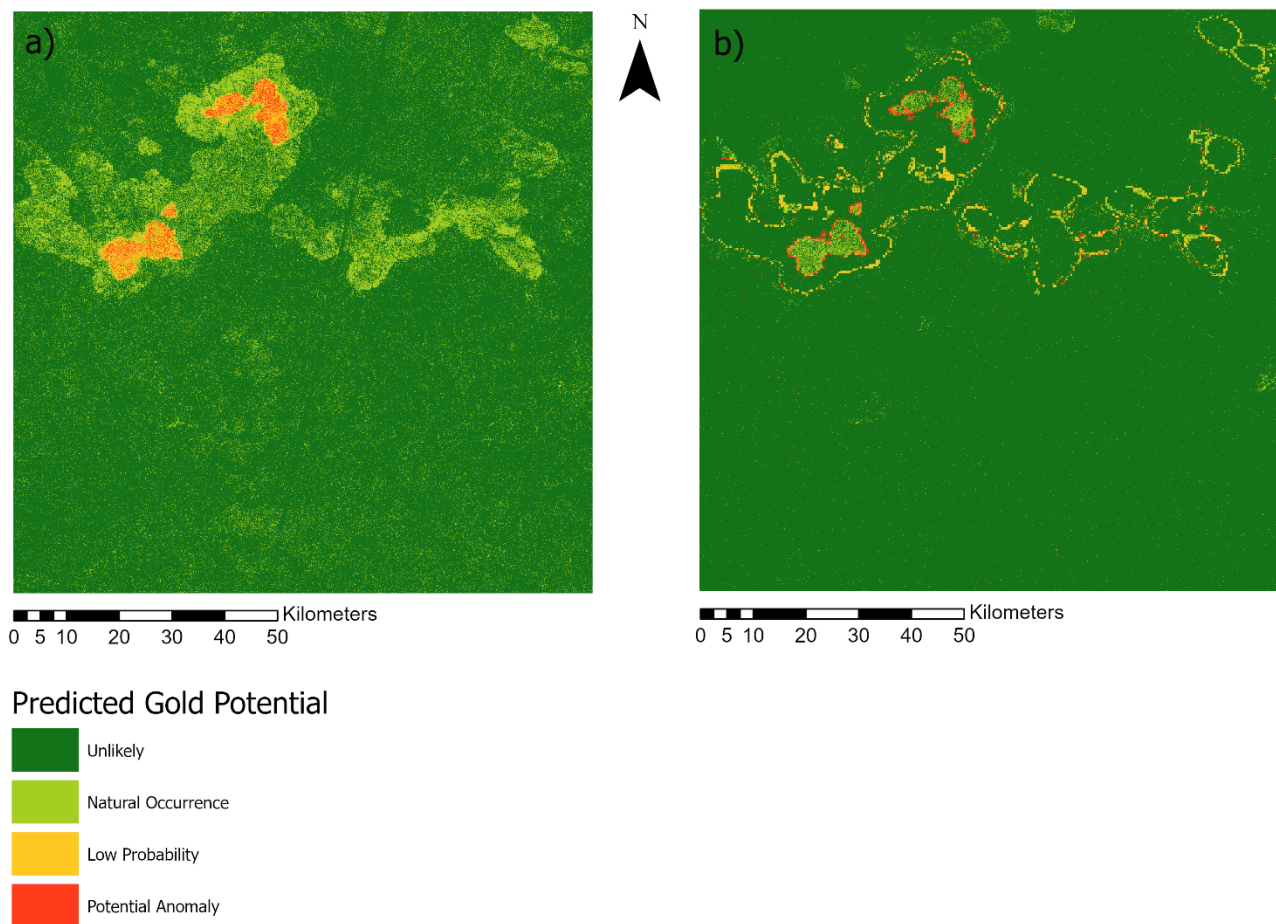 a)
N
b)
Kilometers
0 5 10 20 30 40 50
Kilometers
0 5 10 20 30 40 50
Predicted Gold Potential
Unlikely
Natural Occurrence
Low Probability
Potential Anomaly